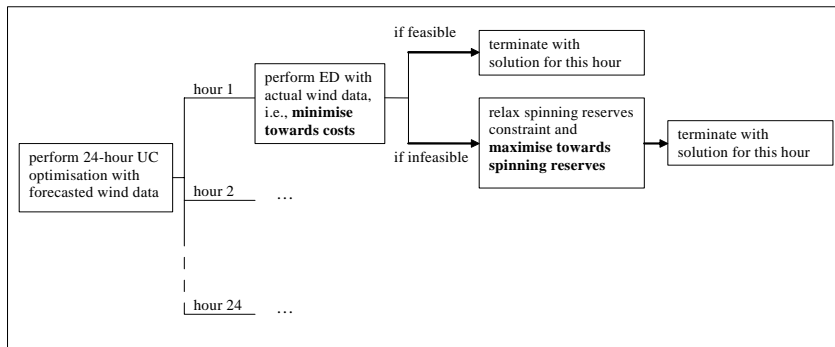 perform 24-hour UC
optimisation with
forecasted wind data
hour 1
perform ED with
actual wind data,
i.e., minimise
towards costs
if feasible
terminate with
solution for this hour
if infeasible
relax spinning reserves
constraint and
maximise towards
spinning reserves
terminate with
solution for this hour
hour 2
…
hour 24
…